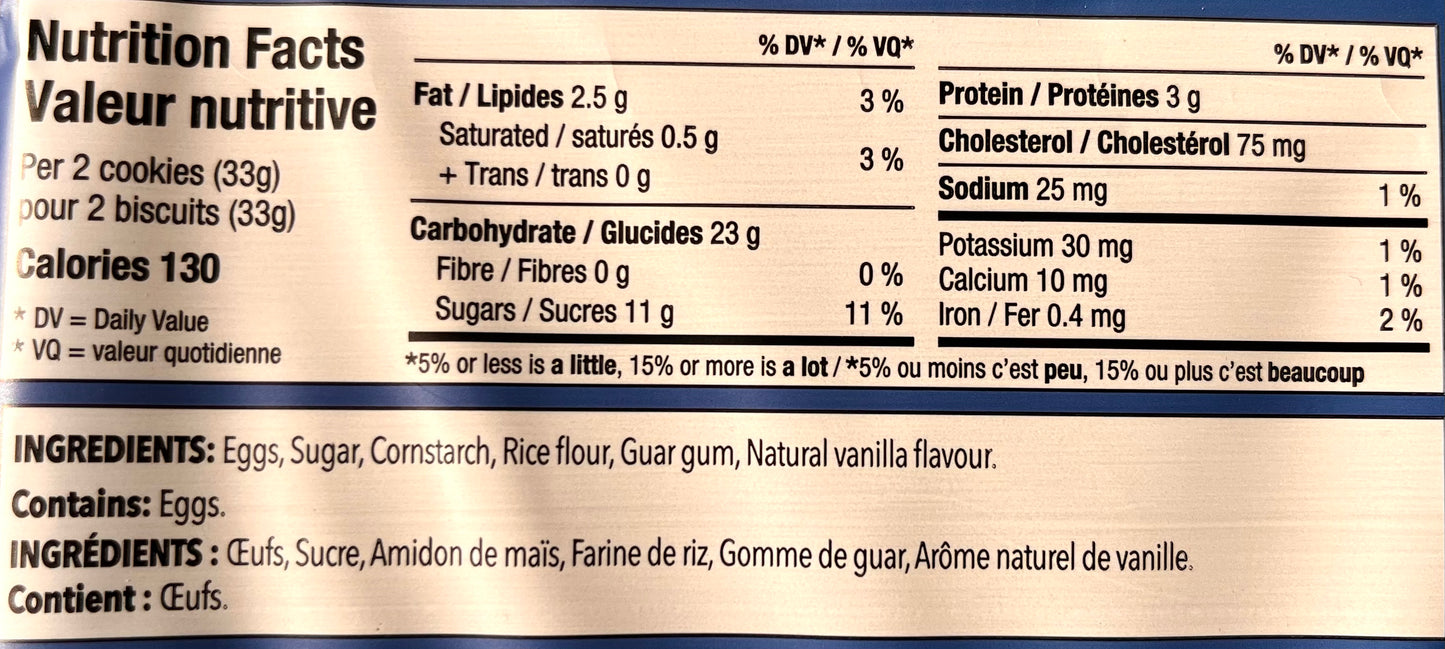 Nutrition Facts
Valeur nutritive
Per 2 cookies (33g)
pour 2 biscuits (33g)
Calories 130
* DV = Daily Value
* VQ = valeur quotidienne
% DV* / % VQ*
Fat / Lipides 2.5 g 3 %
Saturated / saturés 0.5 g
+ Trans / trans 0 g 3 %
Carbohydrate / Glucides 23 g
Fibre / Fibres 0 g 0 %
Sugars / Sucres 11 g 11 %
% DV* / % VQ*
Protein / Protéines 3 g
Cholesterol / Cholestérol 75 mg
Sodium 25 mg 1 %
Potassium 30 mg 1 %
Calcium 10 mg 1 %
Iron / Fer 0.4 mg 2 %
*5% or less is a little, 15% or more is a lot / *5% ou moins c'est peu, 15% ou plus c'est beaucoup
INGREDIENTS: Eggs, Sugar, Cornstarch, Rice flour, Guar gum, Natural vanilla flavour.
Contains: Eggs.
INGRÉDIENTS : Œufs, Sucre, Amidon de maïs, Farine de riz, Gomme de guar, Arôme naturel de vanille.
Contient : Œufs.